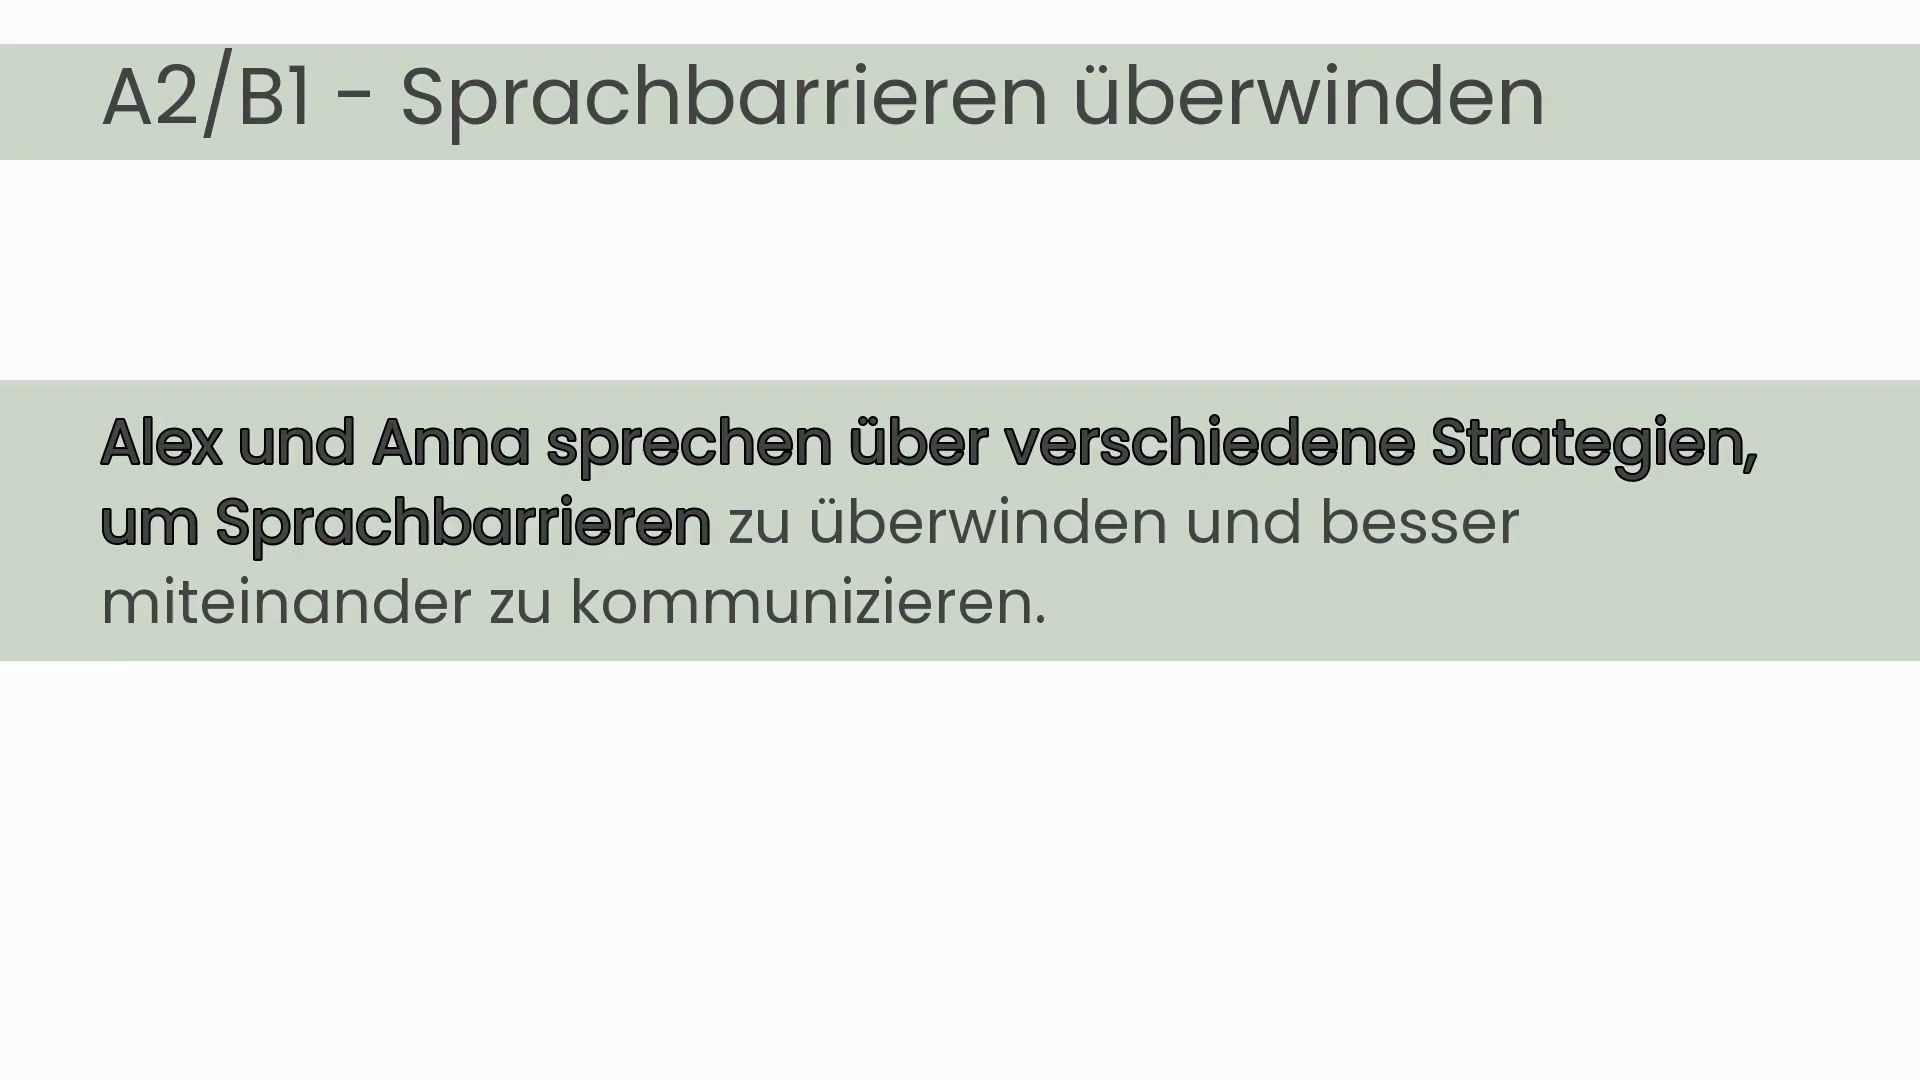 A2/B1 - Sprachbarrieren überwinden
Alex und Anna sprechen über verschiedene Strategien,
um Sprachbarrieren zu überwinden und besser
miteinander zu kommunizieren.